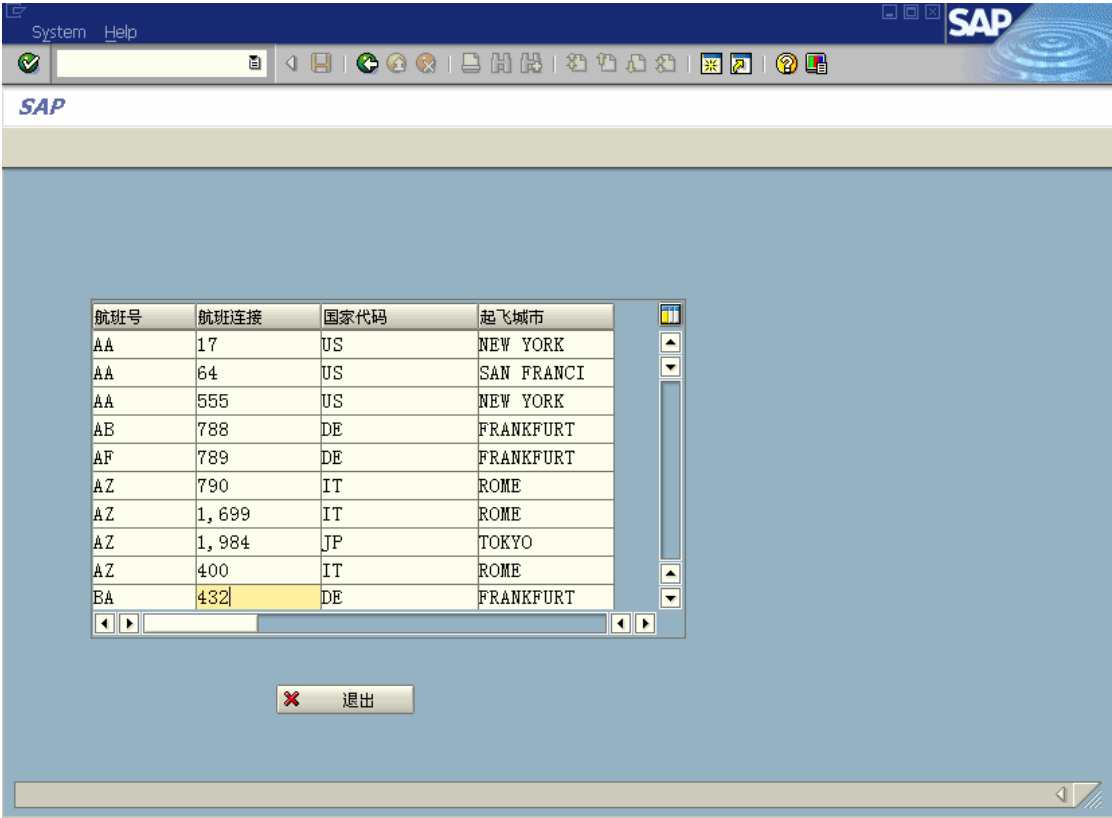 System Help
SAP
SAP
航班号 航班连接 国家代码 起飞城市
AA 17 US NEW YORK
AA 64 US SAN FRANCI
AA 555 US NEW YORK
AB 788 DE FRANKFURT
AF 789 DE FRANKFURT
AZ 790 IT ROME
AZ 1,699 IT ROME
AZ 1,984 JP TOKYO
AZ 400 IT ROME
BA 432 DE FRANKFURT
退出